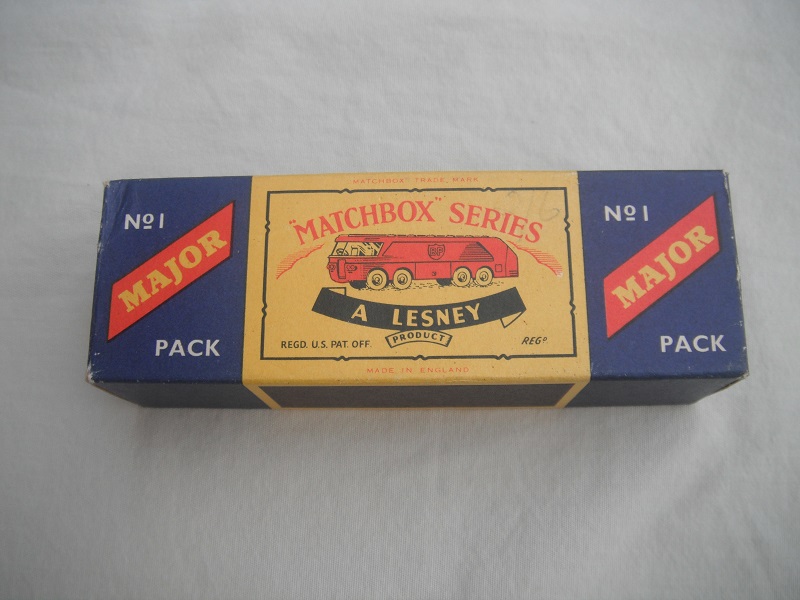 "MATCHBOX" TRADE MARK
Nº 1
MAJOR
PACK
"MATCHBOX" SERIES
BP
A LESNEY
PRODUCT
REGD. U.S. PAT. OFF.
REGD
MADE IN ENGLAND
Nº 1
MAJOR
PACK